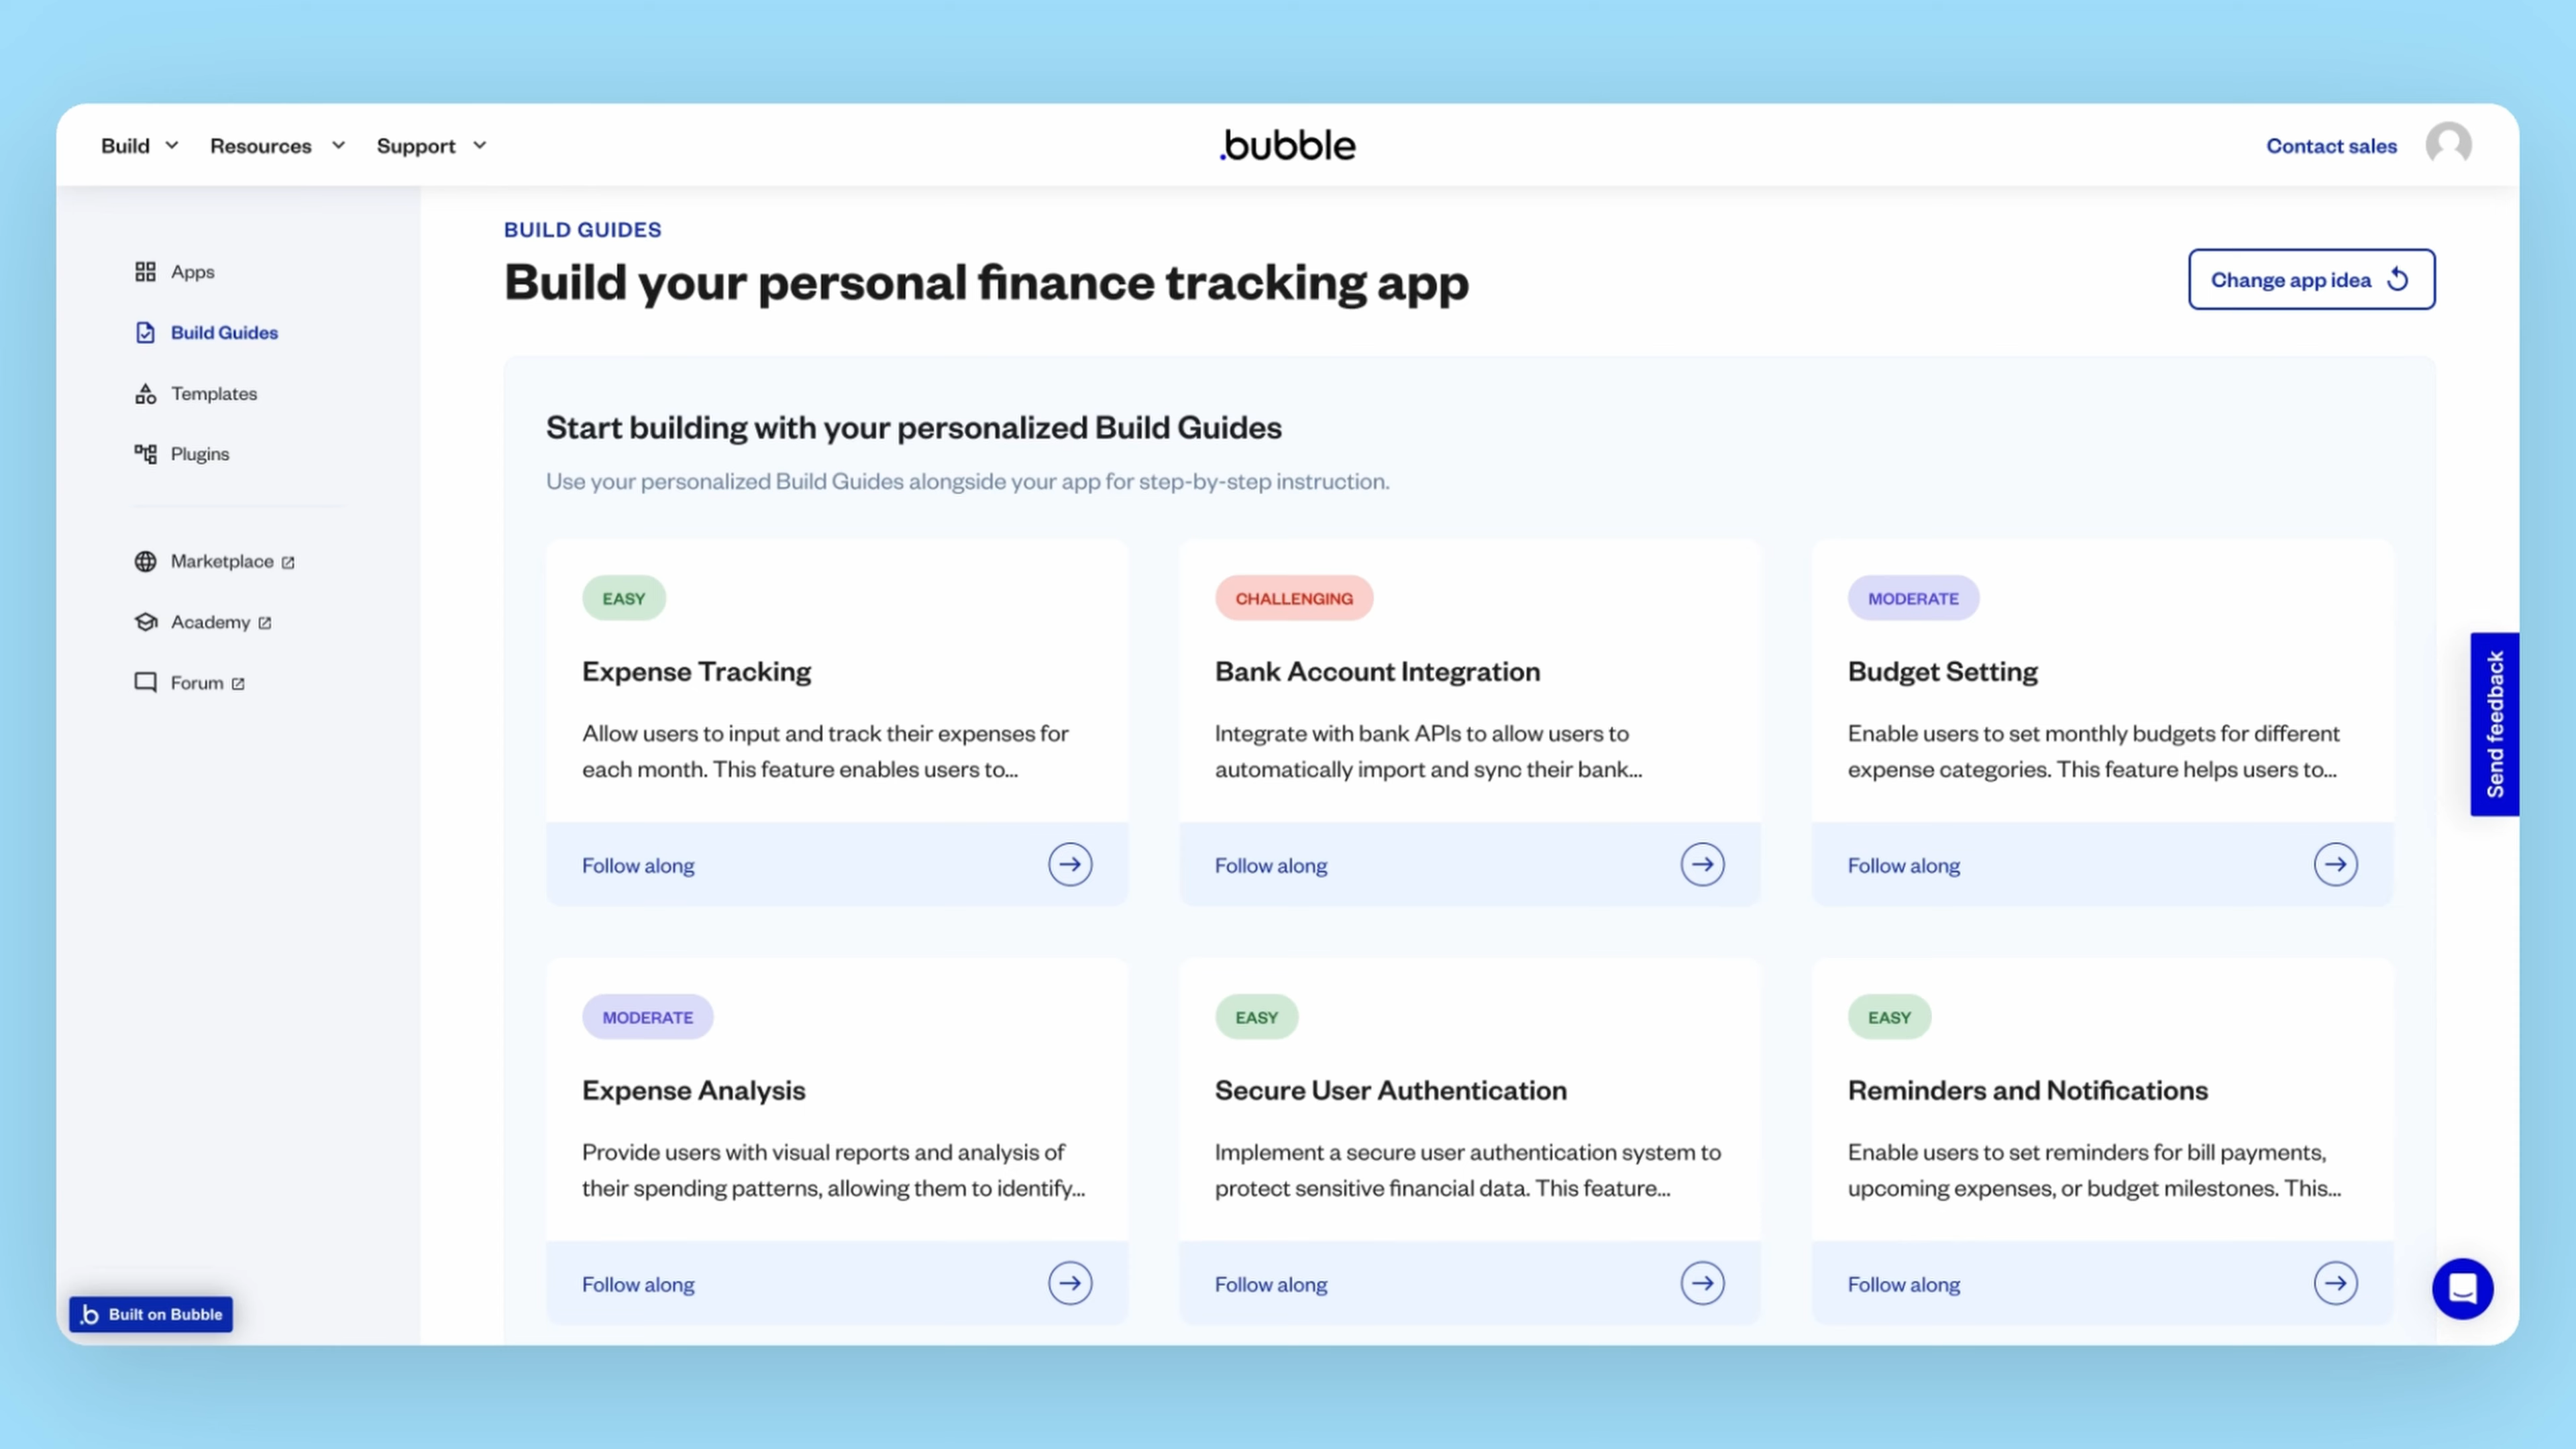 Build
Resources
Support
.bubble
Contact sales
Apps
Build Guides
Templates
Plugins
Marketplace
Academy
Forum
BUILD GUIDES
Build your personal finance tracking app
Change app idea
Start building with your personalized Build Guides
Use your personalized Build Guides alongside your app for step-by-step instruction.
EASY
Expense Tracking
Allow users to input and track their expenses for
each month. This feature enables users to...
Follow along
CHALLENGING
Bank Account Integration
Integrate with bank APIs to allow users to
automatically import and sync their bank...
Follow along
MODERATE
Budget Setting
Enable users to set monthly budgets for different
expense categories. This feature helps users to...
Follow along
MODERATE
Expense Analysis
Provide users with visual reports and analysis of
their spending patterns, allowing them to identify...
Follow along
EASY
Secure User Authentication
Implement a secure user authentication system to
protect sensitive financial data. This feature...
Follow along
EASY
Reminders and Notifications
Enable users to set reminders for bill payments,
upcoming expenses, or budget milestones. This...
Follow along
Send feedback
.b Built on Bubble